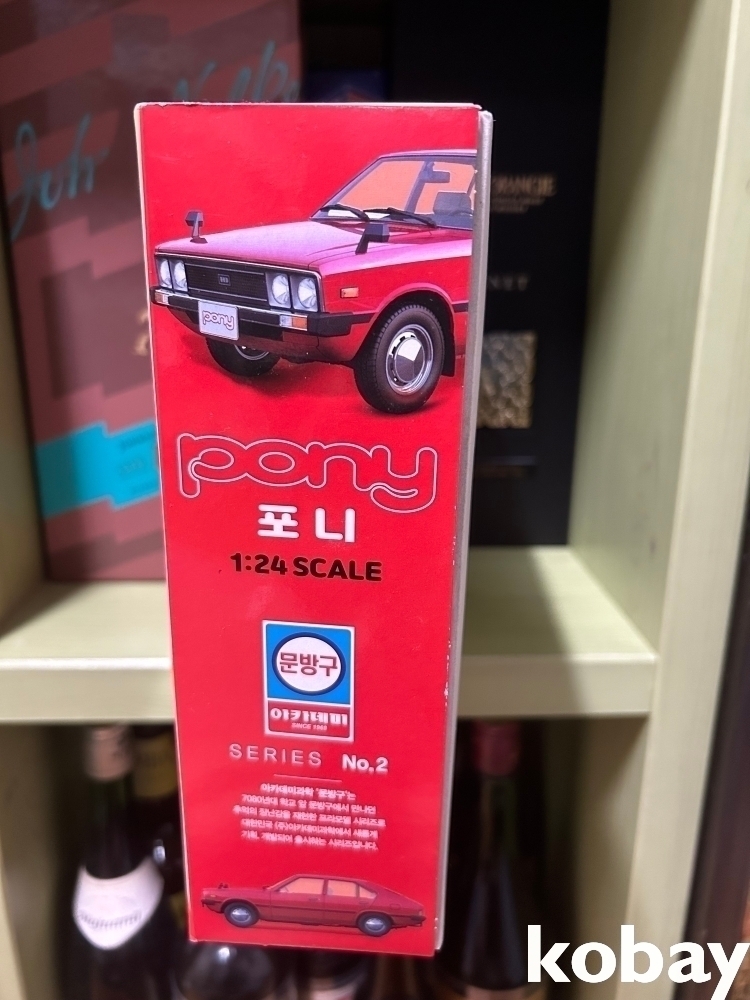 pony
pony
포니
1:24 SCALE
문방구
아카데미
SINCE 1969
SERIES No.2
아카데미과학 "문방구"는
7080년대 학교 앞 문방구에서 만나던
추억의 장난감을 재현한 프라모델 시리즈로
대한민국 (주)아카데미과학에서 새롭게
기획, 개발되어 출시하는 시리즈입니다.
kobay